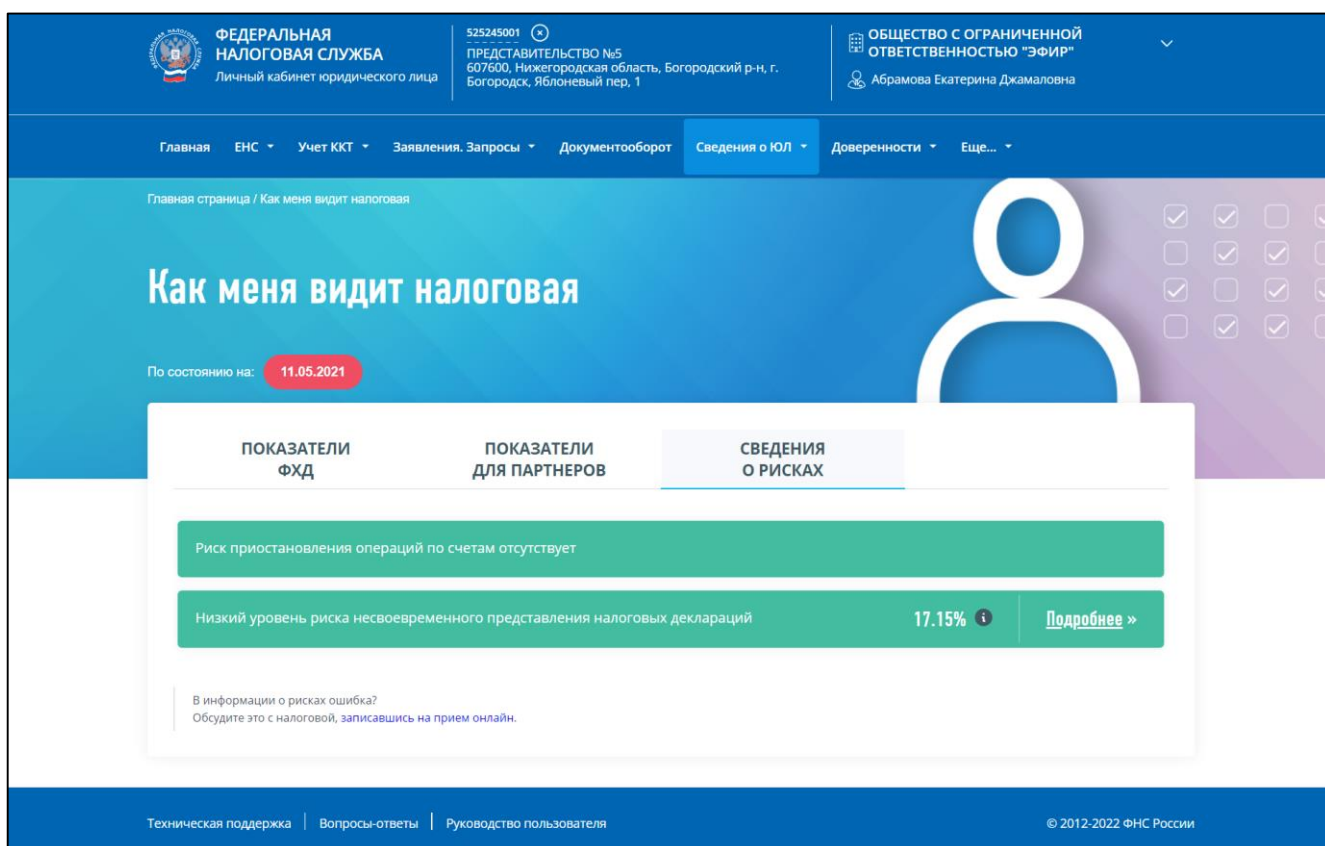 ФЕДЕРАЛЬНАЯ
НАЛОГОВАЯ СЛУЖБА
Личный кабинет юридического лица
525245001
ПРЕДСТАВИТЕЛЬСТВО №5
607600, Нижегородская область, Богородский р-н, г.
Богородск, Яблоневый пер, 1
ОБЩЕСТВО С ОГРАНИЧЕННОЙ
ОТВЕТСТВЕННОСТЬЮ "ЭФИР"
Абрамова Екатерина Джамаловна
Главная ЕНС Учет ККТ Заявления. Запросы Документооборот Сведения о ЮЛ Доверенности Еще...
Главная страница / Как меня видит налоговая
Как меня видит налоговая
По состоянию на: 11.05.2021
ПОКАЗАТЕЛИ
ФХД
ПОКАЗАТЕЛИ
ДЛЯ ПАРТНЕРОВ
СВЕДЕНИЯ
О РИСКАХ
Риск приостановления операций по счетам отсутствует
Низкий уровень риска несвоевременного представления налоговых деклараций 17.15% Подробнее »
В информации о рисках ошибка?
Обсудите это с налоговой, записавшись на прием онлайн.
Техническая поддержка Вопросы-ответы Руководство пользователя © 2012-2022 ФНС России